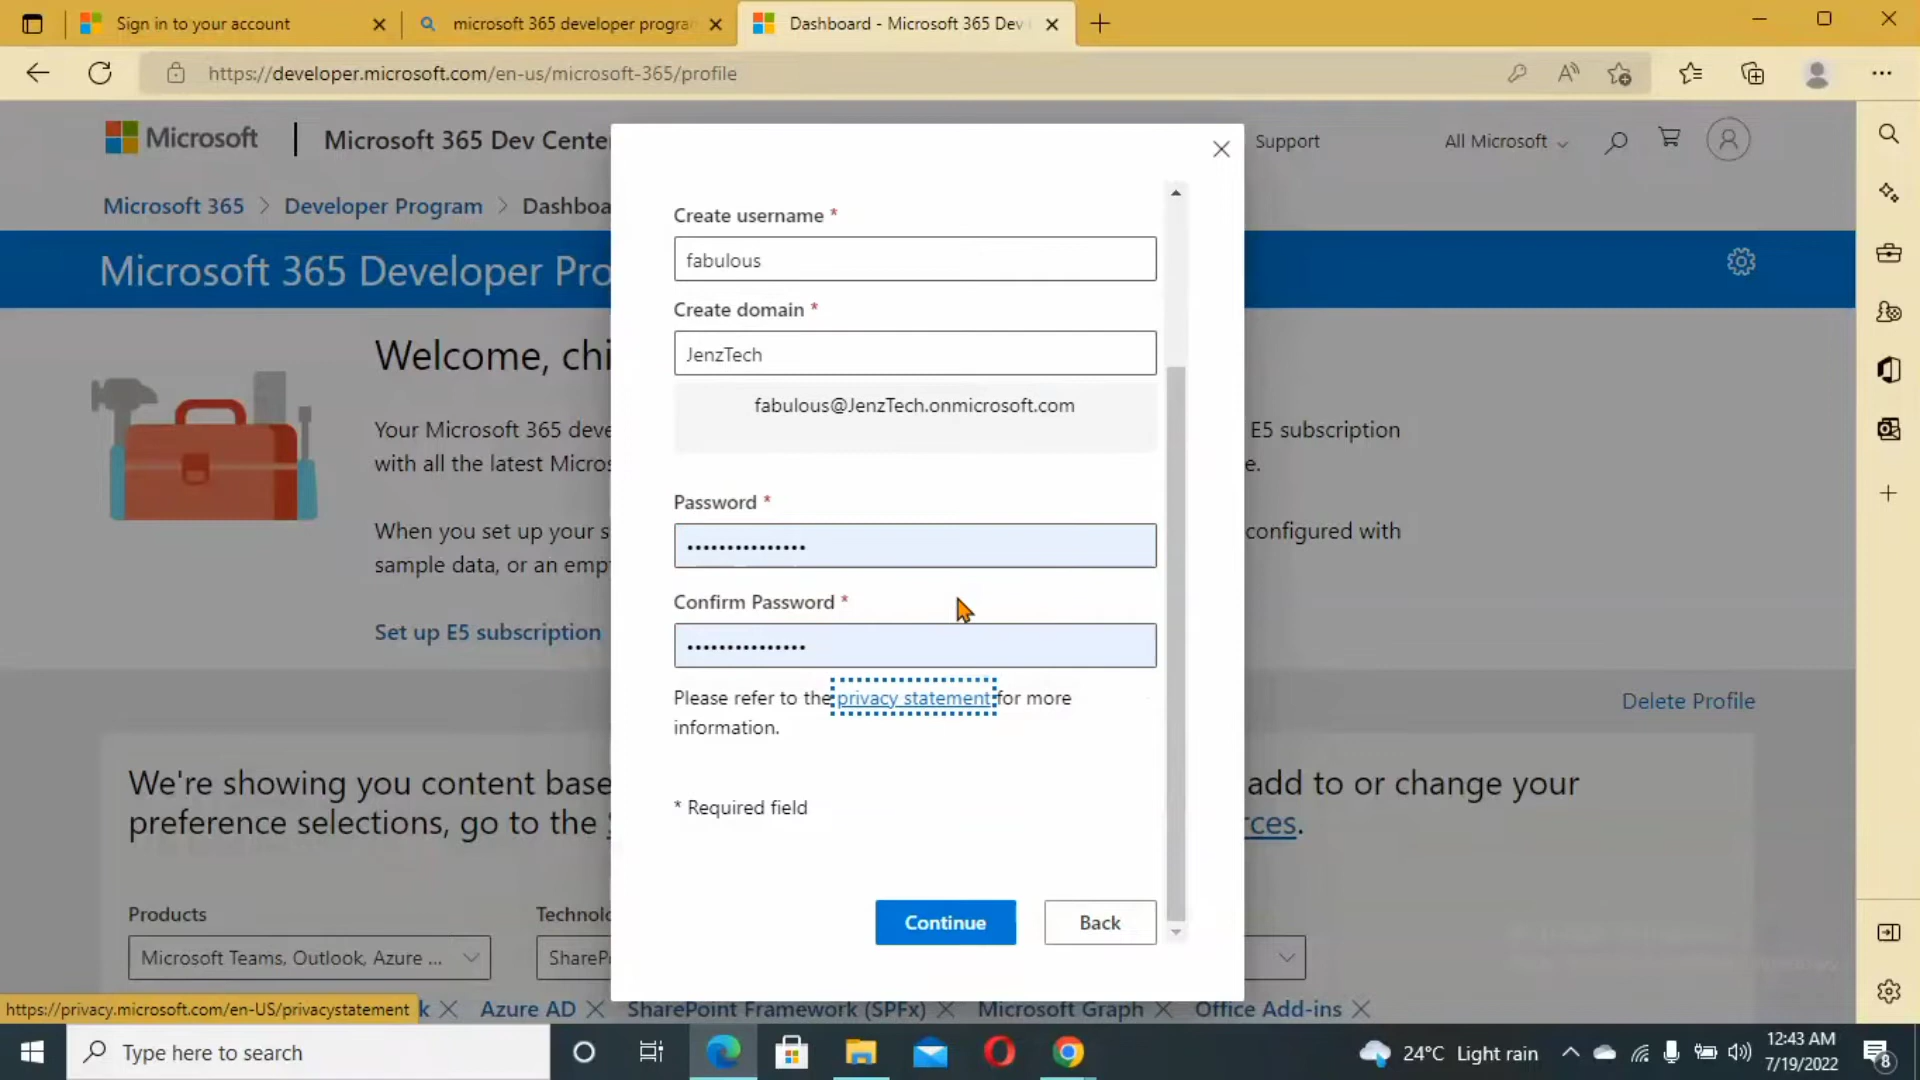 Sign in to your account
microsoft 365 developer progra
Dashboard - Microsoft 365 Dev
https://developer.microsoft.com/en-us/microsoft-365/profile
Microsoft
Microsoft 365 Dev Cente
Support
All Microsoft
Microsoft 365 > Developer Program > Dashboa
Microsoft 365 Developer Pro
Welcome, chi
Your Microsoft 365 deve
E5 subscription
with all the latest Micros
e.
When you set up your s
configured with
sample data, or an emp
Set up E5 subscription
Delete Profile
We're showing you content base
add to or change your
preference selections, go to the
rces.
Products
Technolo
Microsoft Teams, Outlook, Azure ...
ShareP
Create username *
fabulous
Create domain *
JenzTech
fabulous@JenzTech.onmicrosoft.com
Password *
•••••••••••••••
Confirm Password *
•••••••••••••••
Please refer to the privacy statement for more
information.
* Required field
Continue
Back
https://privacy.microsoft.com/en-US/privacystatement
k
Azure AD
SharePoint Framework (SPFx)
Microsoft Graph
Office Add-ins
Type here to search
24°C Light rain
12:43 AM
7/19/2022
8